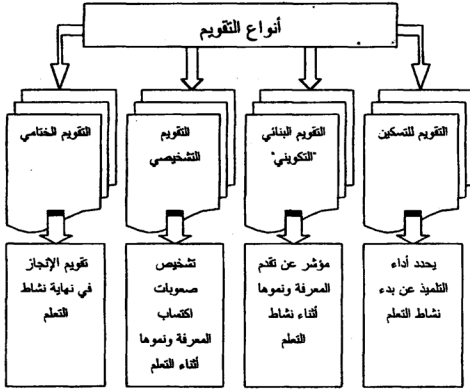 أنواع التقويم
التقويم للتسكين
التقويم البنائي
"التكويني"
التقويم
التشخيصي
التقويم الختامي
يحدد أداء
التلميذ عن بدء
نشاط التعلم
مؤشر عن تقدم
المعرفة ونموها
أثناء نشاط
التعلم
تشخيص
صعوبات
اكتساب
المعرفة ونموها
أثناء التعلم
تقويم الإنجاز
في نهاية نشاط
التعلم